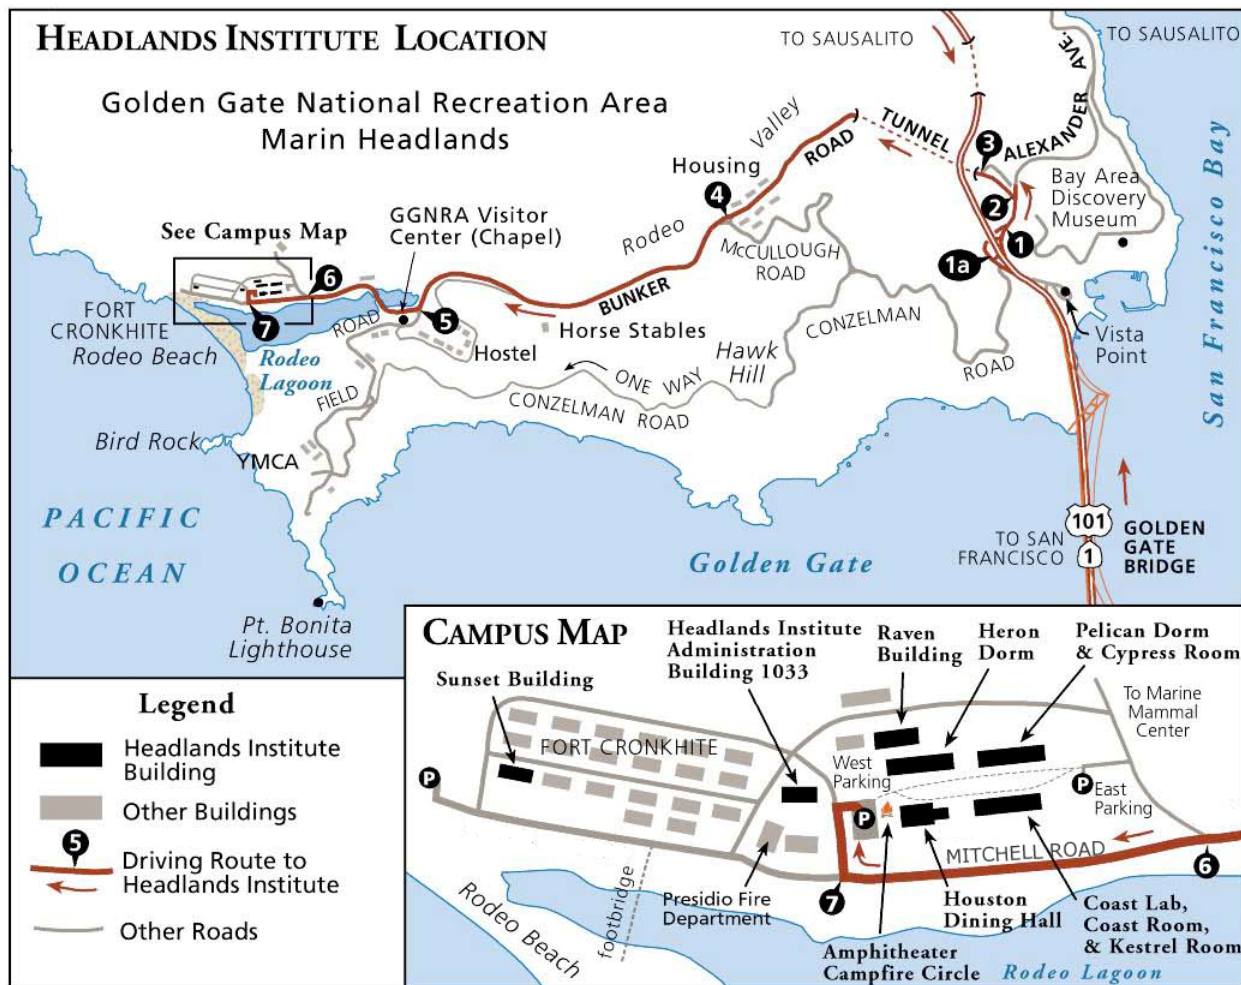 HEADLANDS INSTITUTE LOCATION
Golden Gate National Recreation Area
Marin Headlands
TO SAUSALITO
TO SAUSALITO
AVE.
ALEXANDER
TUNNEL
3
Valley
ROAD
Housing
4
2
Bay Area
Discovery
Museum
1
1a
San Francisco Bay
GGNRA Visitor
Center (Chapel)
See Campus Map
Rodeo
MCCULLOUGH
ROAD
6
BUNKER
5
7
FORT
CRONKHITE
Rodeo Beach
ROAD
Horse Stables
CONZELMAN
Vista
Point
Hostel
Rodeo
Lagoon
Hawk
Hill
ROAD
ONE WAY
FIELD
CONZELMAN ROAD
Bird Rock
YMCA
PACIFIC
OCEAN
101
1
TO SAN
FRANCISCO
GOLDEN
GATE
BRIDGE
Golden Gate
Pt. Bonita
Lighthouse
Legend
Headlands Institute
Building
Other Buildings
5
Driving Route to
Headlands Institute
Other Roads
CAMPUS MAP
Headlands Institute
Administration
Building 1033
Raven
Building
Heron
Dorm
Pelican Dorm
& Cypress Room
Sunset Building
To Marine
Mammal
Center
FORT CRONKHITE
West
Parking
P
P
East
Parking
P
MITCHELL ROAD
6
7
Presidio Fire
Department
footbridge
Rodeo Beach
Houston
Dining Hall
Coast Lab,
Coast Room,
& Kestrel Room
Amphitheater
Campfire Circle
Rodeo Lagoon